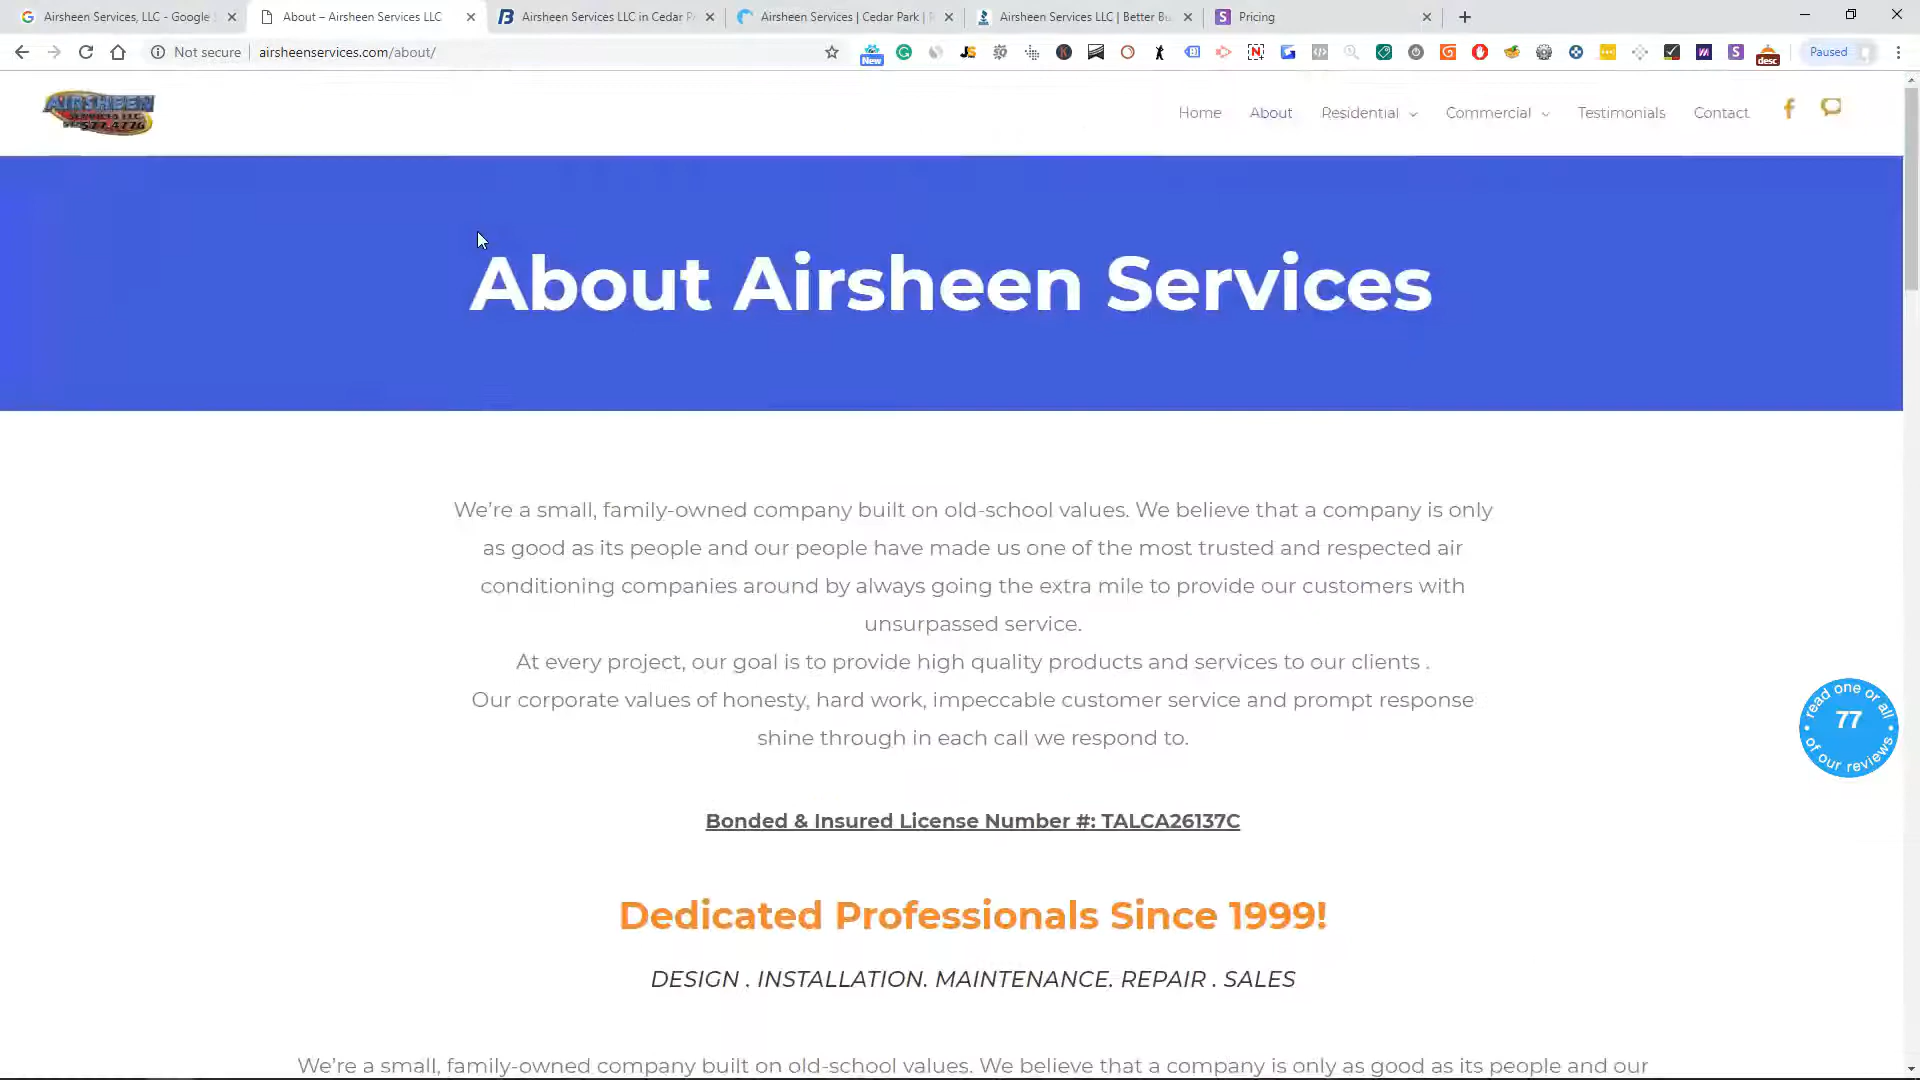 Airsheen Services, LLC - Google S
About – Airsheen Services LLC
Airsheen Services LLC in Cedar P
Airsheen Services | Cedar Park |
Airsheen Services LLC | Better Bu
Pricing
Not secure
airsheenservices.com/about/
New
desc
Paused
AIRSHEEN
SERVICES LLC
577.4776
Home
About
Residential
Commercial
Testimonials
Contact
About Airsheen Services
We're a small, family-owned company built on old-school values. We believe that a company is only
as good as its people and our people have made us one of the most trusted and respected air
conditioning companies around by always going the extra mile to provide our customers with
unsurpassed service.
At every project, our goal is to provide high quality products and services to our clients .
Our corporate values of honesty, hard work, impeccable customer service and prompt response
shine through in each call we respond to.
read one or all
77
of our reviews
Bonded & Insured License Number #: TALCA26137C
Dedicated Professionals Since 1999!
DESIGN . INSTALLATION. MAINTENANCE. REPAIR . SALES
We're a small, family-owned company built on old-school values. We believe that a company is only as good as its people and our